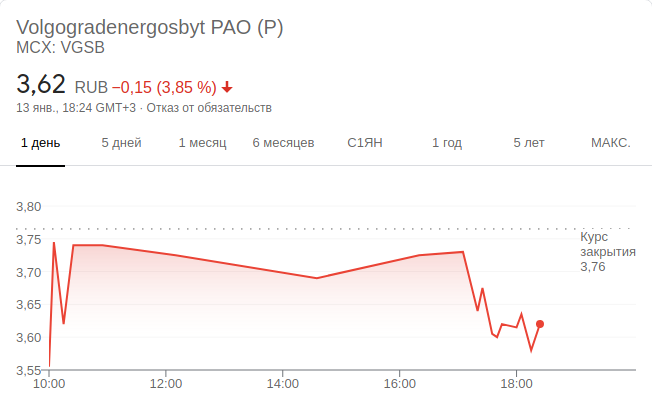 Volgogradenergosbyt PAO (P)
MCX: VGSB
3,62 RUB −0,15 (3,85 %)
13 янв., 18:24 GMT+3 · Отказ от обязательств
1 день 5 дней 1 месяц 6 месяцев С1ЯН 1 год 5 лет МАКС.
3,80
3,75
3,70
3,65
3,60
3,55
Курс
закрытия
3,76
10:00 12:00 14:00 16:00 18:00